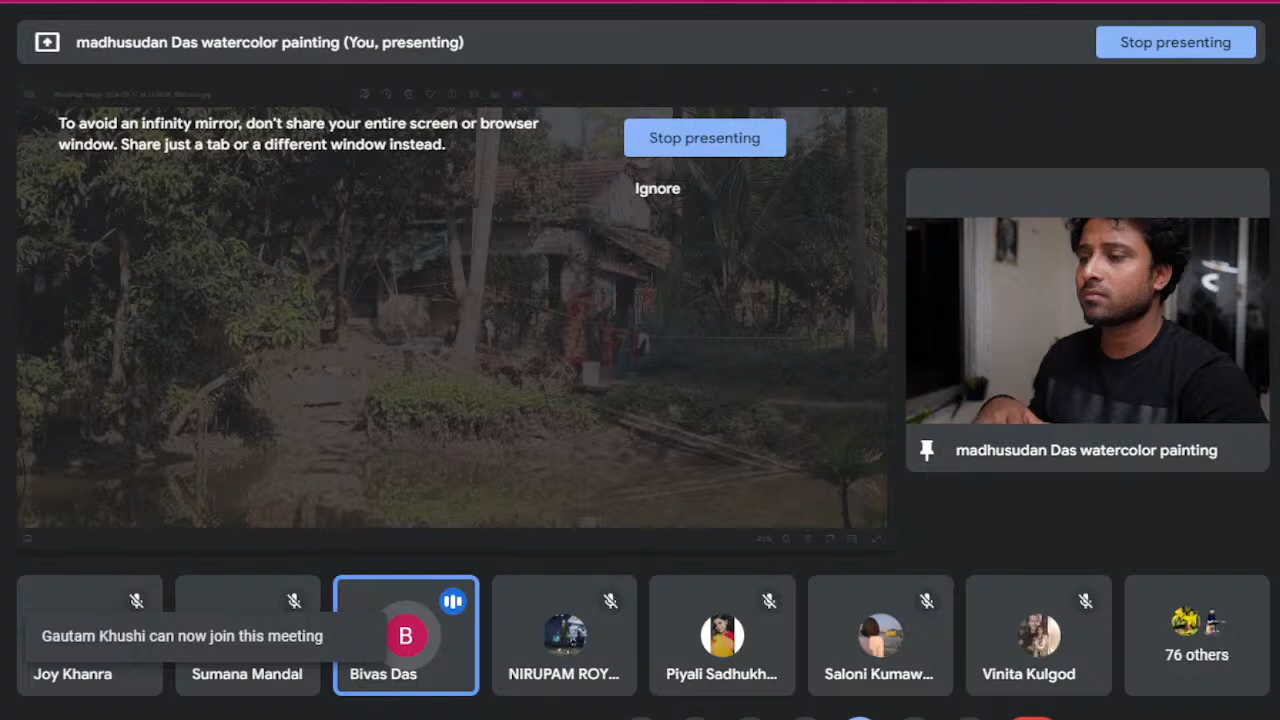 madhusudan Das watercolor painting (You, presenting)
Stop presenting
To avoid an infinity mirror, don't share your entire screen or browser
window. Share just a tab or a different window instead.
Stop presenting
Ignore
madhusudan Das watercolor painting
Gautam Khushi can now join this meeting
B
76 others
Joy Khanra
Sumana Mandal
Bivas Das
NIRUPAM ROY...
Piyali Sadhukh...
Saloni Kumaw...
Vinita Kulgod